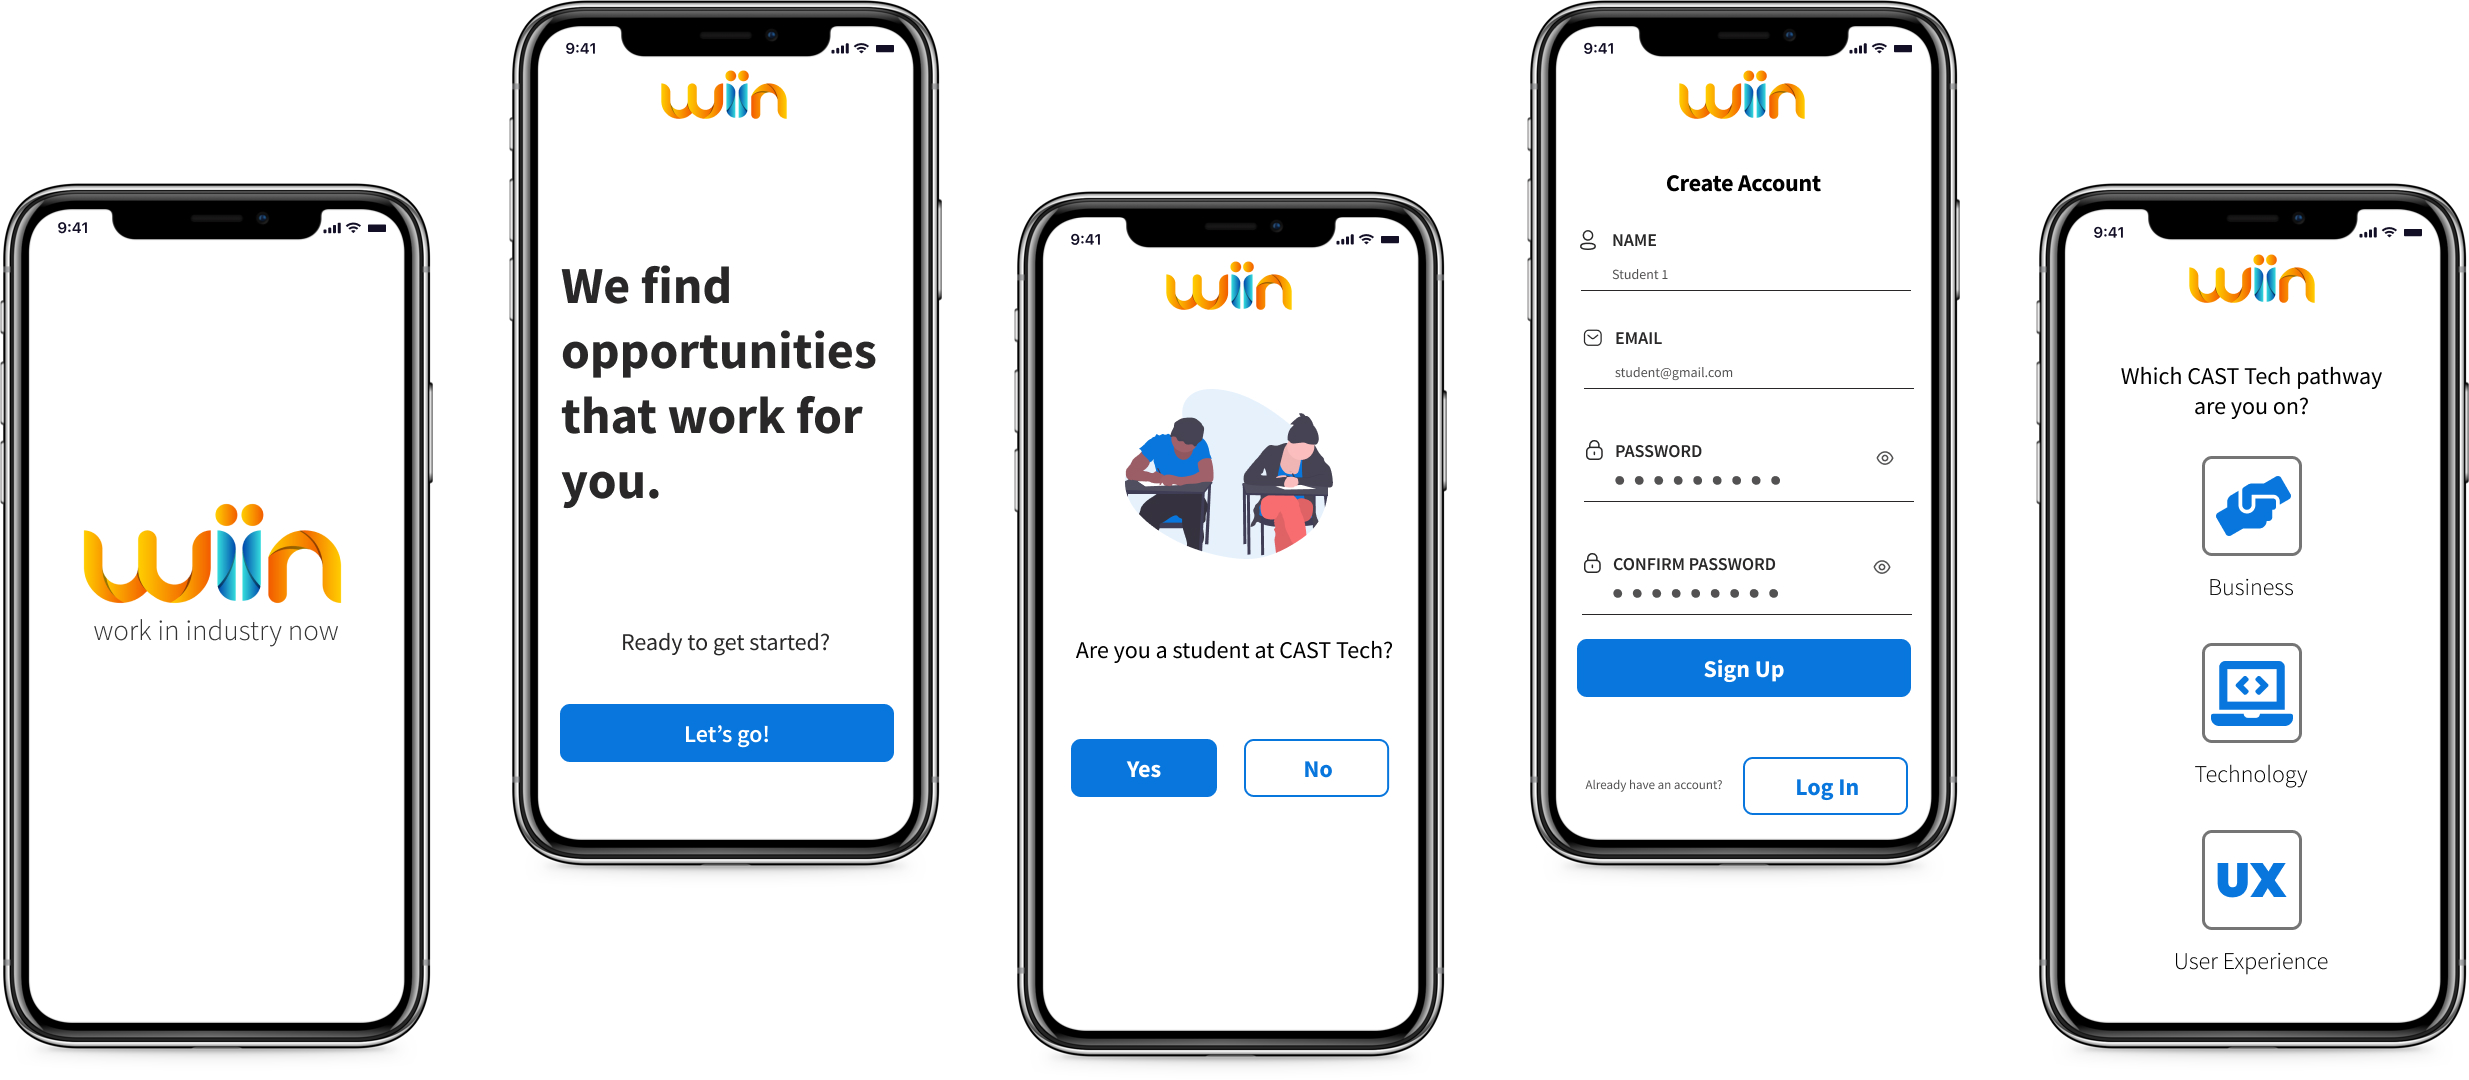 9:41
wiin
work in industry now
9:41
wiin
We find
opportunities
that work for
you.
Ready to get started?
Let's go!
9:41
wiin
Are you a student at CAST Tech?
Yes
No
9:41
wiin
Create Account
NAME
Student 1
EMAIL
student@gmail.com
PASSWORD
CONFIRM PASSWORD
Sign Up
Already have an account?
Log In
9:41
wiin
Which CAST Tech pathway
are you on?
Business
Technology
UX
User Experience